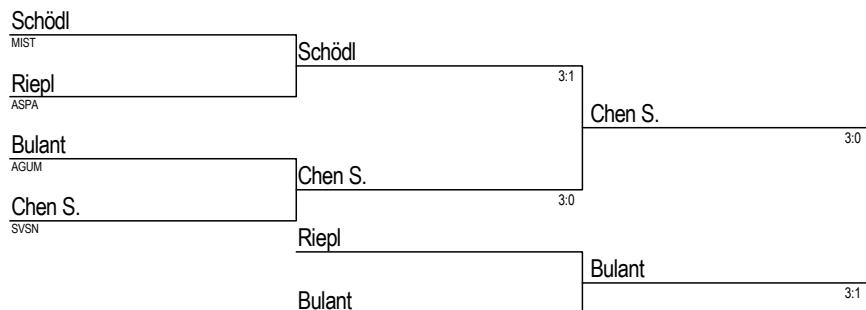 Schödl
MIST
Schödl
3:1
Riepl
ASPA
Chen S.
3:0
Bulant
AGUM
Chen S.
3:0
Chen S.
SVSN
Riepl
Bulant
3:1
Bulant